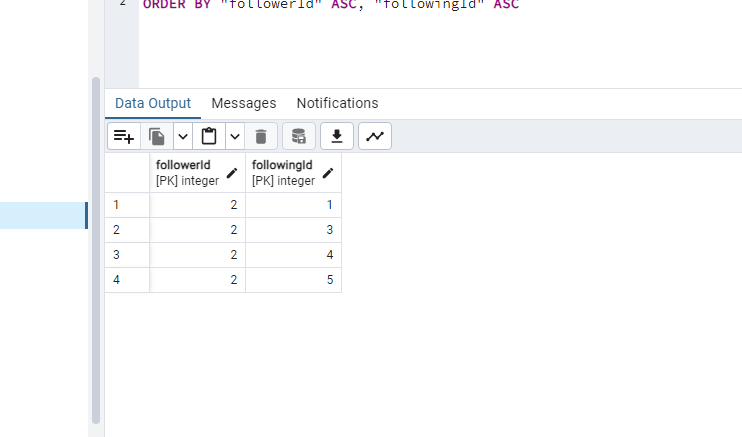 2 ORDER BY "followerId" ASC, "followingId" ASC
Data Output Messages Notifications
followerId followingId
[PK] integer [PK] integer
1 2 1
2 2 3
3 2 4
4 2 5